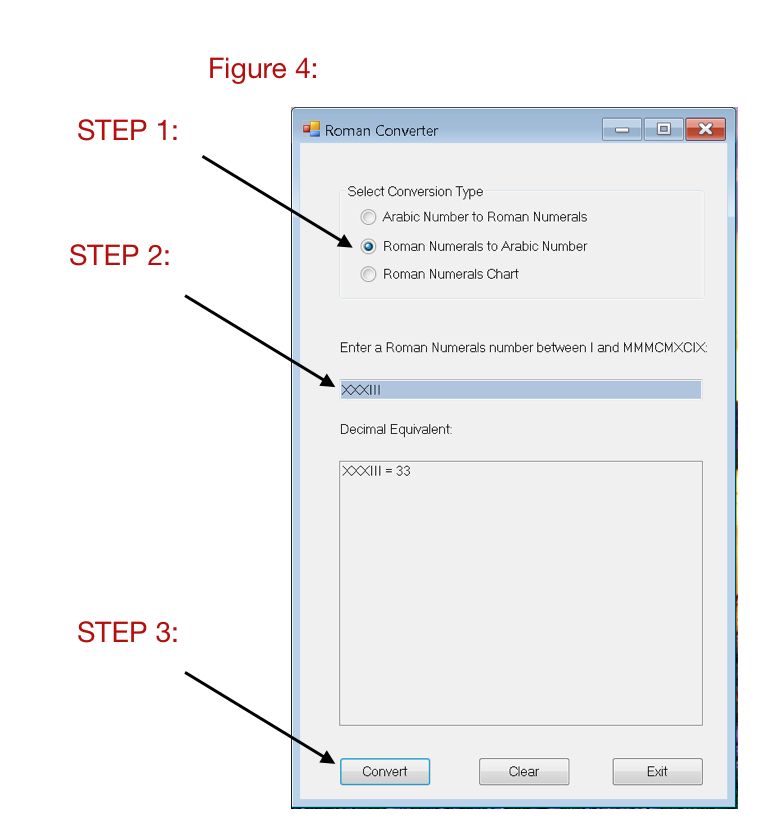 Figure 4:
STEP 1:
Roman Converter
Select Conversion Type
Arabic Number to Roman Numerals
Roman Numerals to Arabic Number
STEP 2:
Roman Numerals Chart
Enter a Roman Numerals number between I and MMMCMXCIX:
XXXIII
Decimal Equivalent:
XXXIII = 33
STEP 3:
Convert Clear Exit